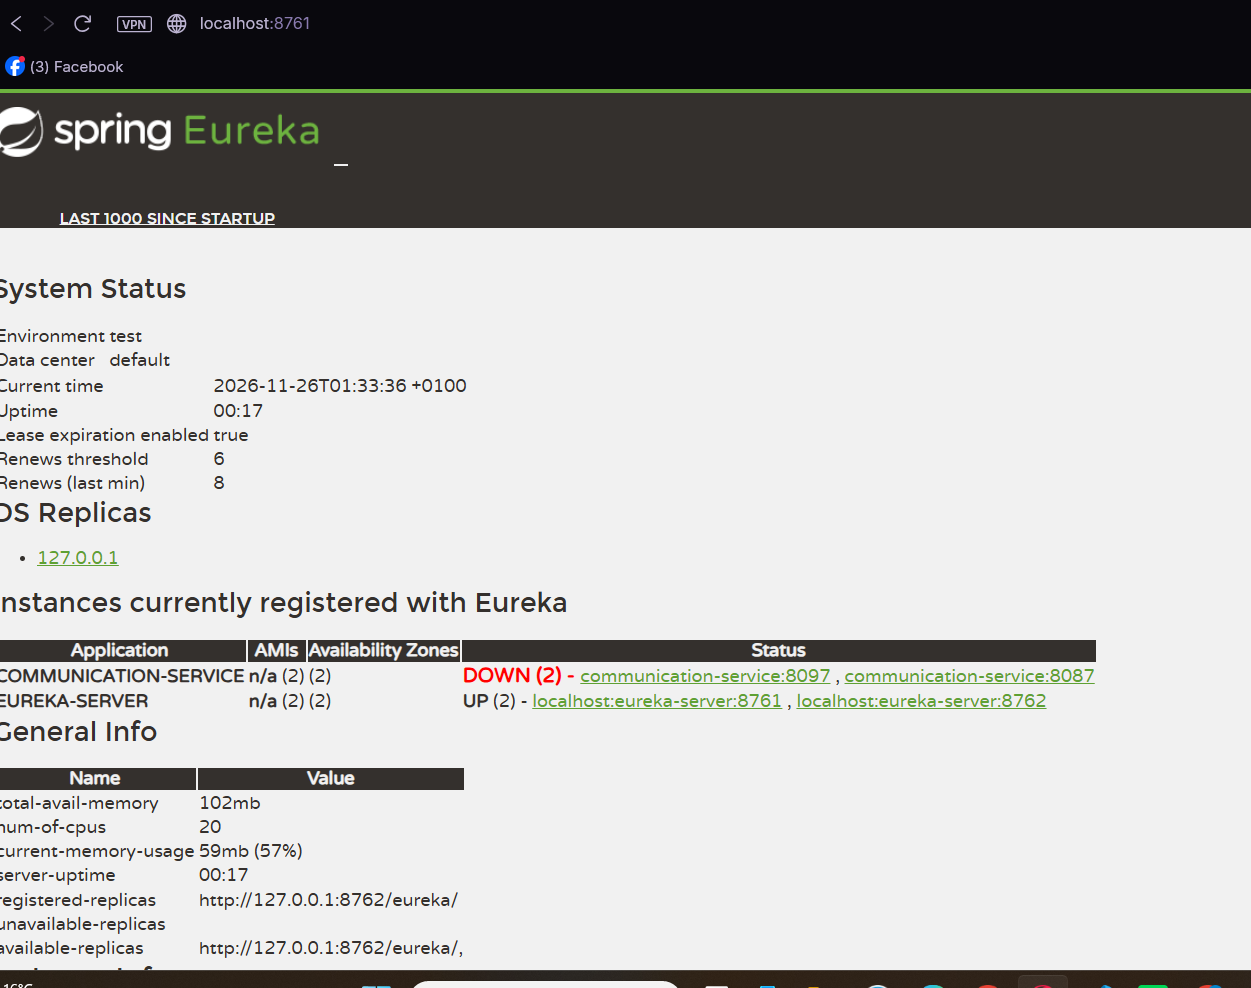 VPN localhost:8761
(3) Facebook
spring Eureka
LAST 1000 SINCE STARTUP
System Status
Environment test
Data center default
Current time 2026-11-26T01:33:36 +0100
Uptime 00:17
Lease expiration enabled true
Renews threshold 6
Renews (last min) 8
DS Replicas
127.0.0.1
nstances currently registered with Eureka
Application AMIs Availability Zones Status
COMMUNICATION-SERVICE n/a (2) (2) DOWN (2) - communication-service:8097 , communication-service:8087
EUREKA-SERVER n/a (2) (2) UP (2) - localhost:eureka-server:8761 , localhost:eureka-server:8762
General Info
Name Value
total-avail-memory 102mb
num-of-cpus 20
current-memory-usage 59mb (57%)
server-uptime 00:17
registered-replicas http://127.0.0.1:8762/eureka/
unavailable-replicas
available-replicas http://127.0.0.1:8762/eureka/,